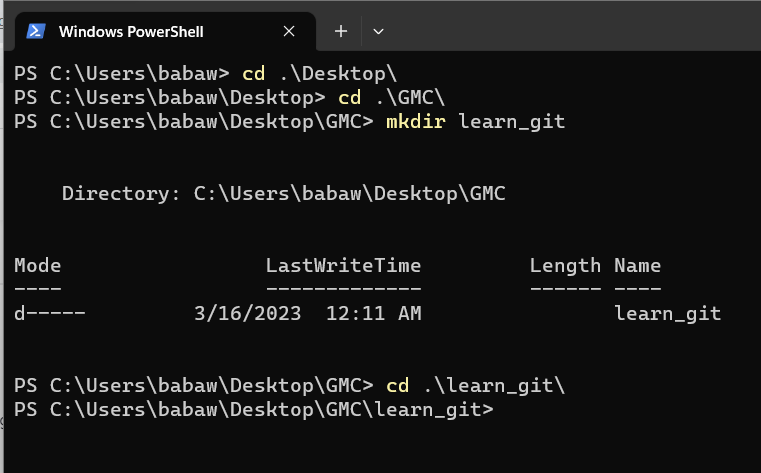 Windows PowerShell
PS C:\Users\babaw> cd .\Desktop\
PS C:\Users\babaw\Desktop> cd .\GMC\
PS C:\Users\babaw\Desktop\GMC> mkdir learn_git
Directory: C:\Users\babaw\Desktop\GMC
Mode LastWriteTime Length Name
---- ------------- ------ ----
d----- 3/16/2023 12:11 AM learn_git
PS C:\Users\babaw\Desktop\GMC> cd .\learn_git\
PS C:\Users\babaw\Desktop\GMC\learn_git>